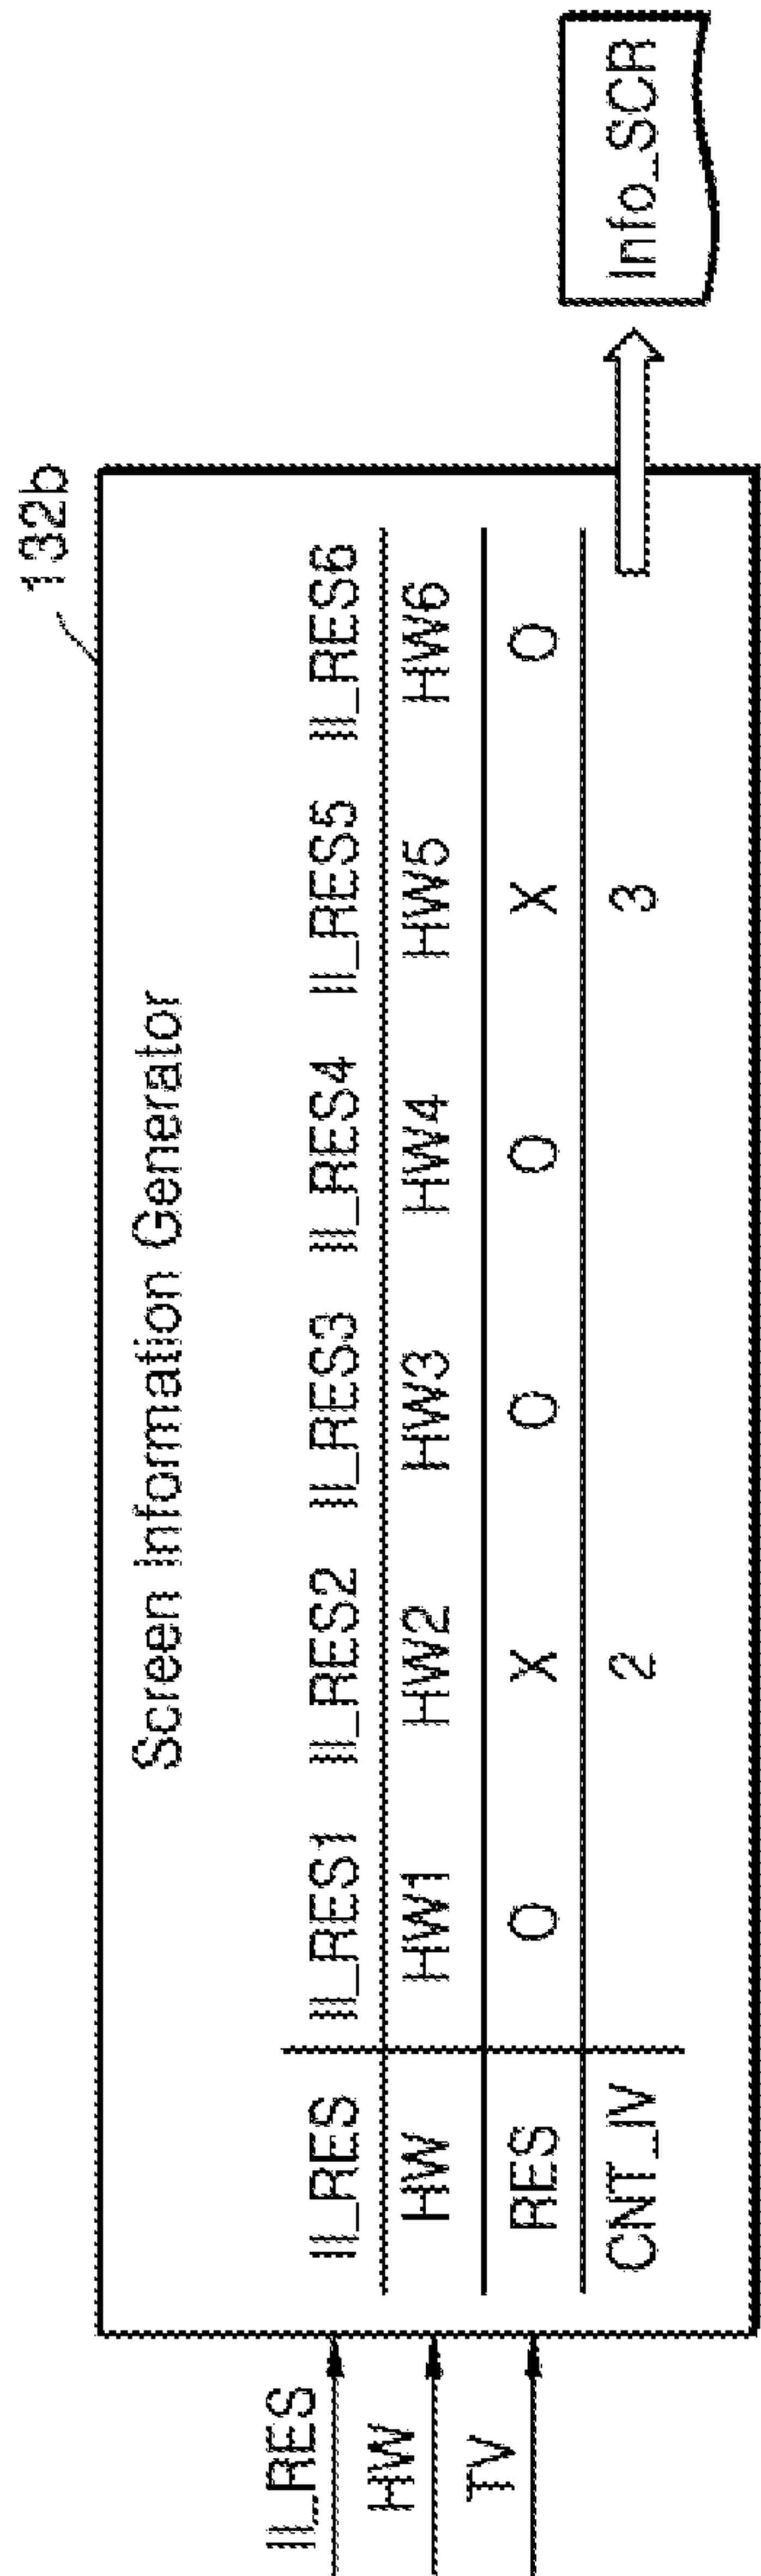 132b
Screen Information Generator
II_RES
HW
TV
II_RES II_RES1 II_RES2 II_RES3 II_RES4 II_RES5 II_RES6
HW HW1 HW2 HW3 HW4 HW5 HW6
RES O X O O X O
CNT_IV 2 3
Info_SCR